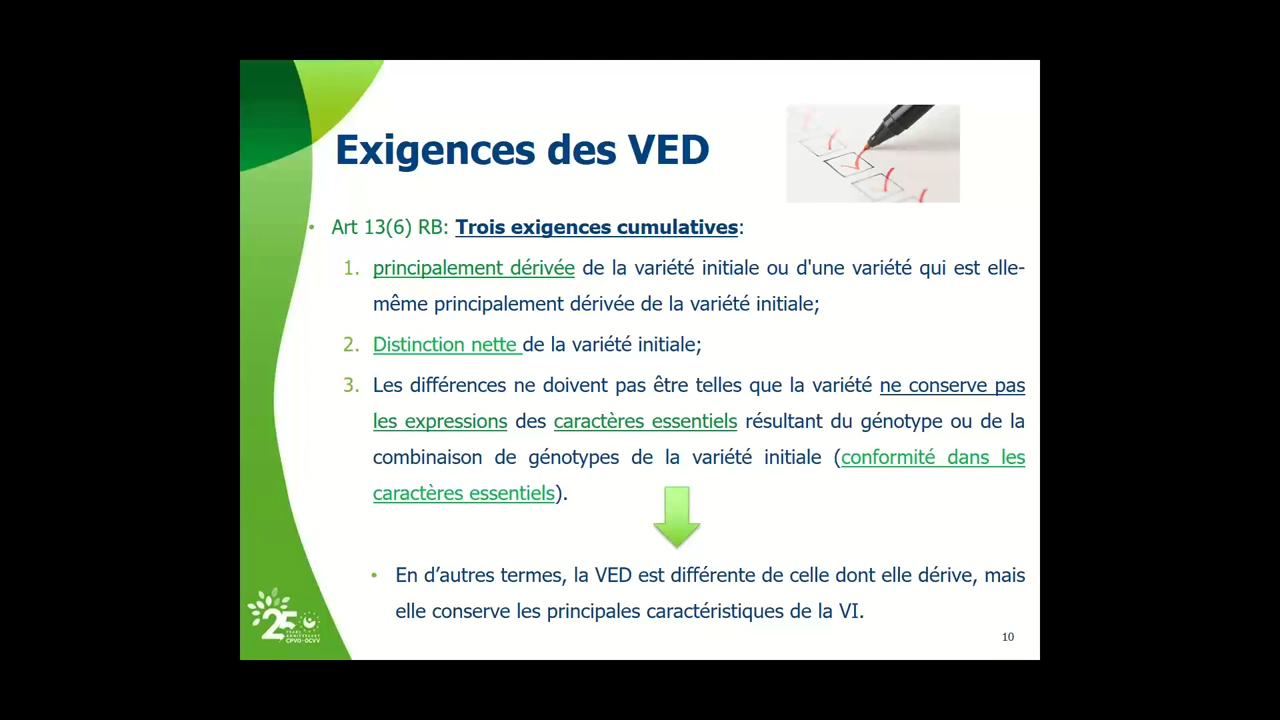 Exigences des VED
• Art 13(6) RB: Trois exigences cumulatives:
1. principalement dérivée de la variété initiale ou d'une variété qui est elle-
même principalement dérivée de la variété initiale;
2. Distinction nette de la variété initiale;
3. Les différences ne doivent pas être telles que la variété ne conserve pas
les expressions des caractères essentiels résultant du génotype ou de la
combinaison de génotypes de la variété initiale (conformité dans les
caractères essentiels).
• En d’autres termes, la VED est différente de celle dont elle dérive, mais
elle conserve les principales caractéristiques de la VI.
25
YEARS
ANNIVERSARY
CPVO-OCVV
10